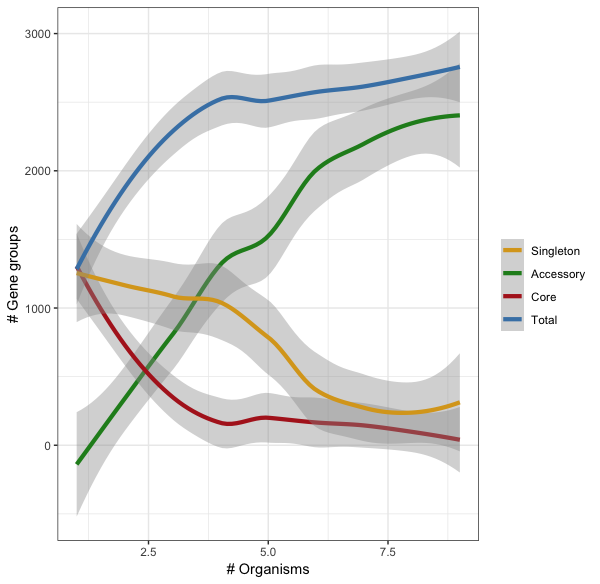 3000
2000
1000
0
# Gene groups
2.5
5.0
7.5
# Organisms
Singleton
Accessory
Core
Total